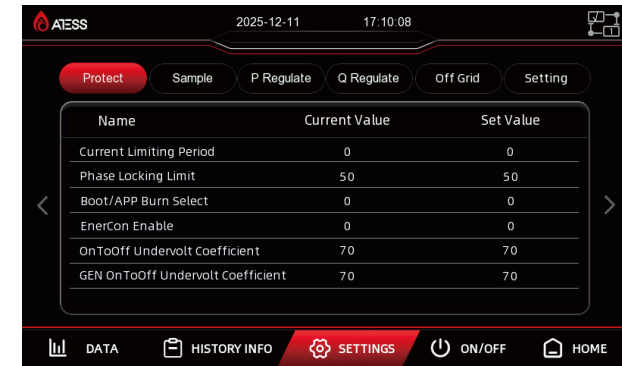 ATESS 2025-12-11 17:10:08
Protect Sample P Regulate Q Regulate Off Grid Setting
Name Current Value Set Value
Current Limiting Period 0 0
Phase Locking Limit 50 50
Boot/APP Burn Select 0 0
EnerCon Enable 0 0
OnToOff Undervolt Coefficient 70 70
GEN OnToOff Undervolt Coefficient 70 70
DATA HISTORY INFO SETTINGS ON/OFF HOME